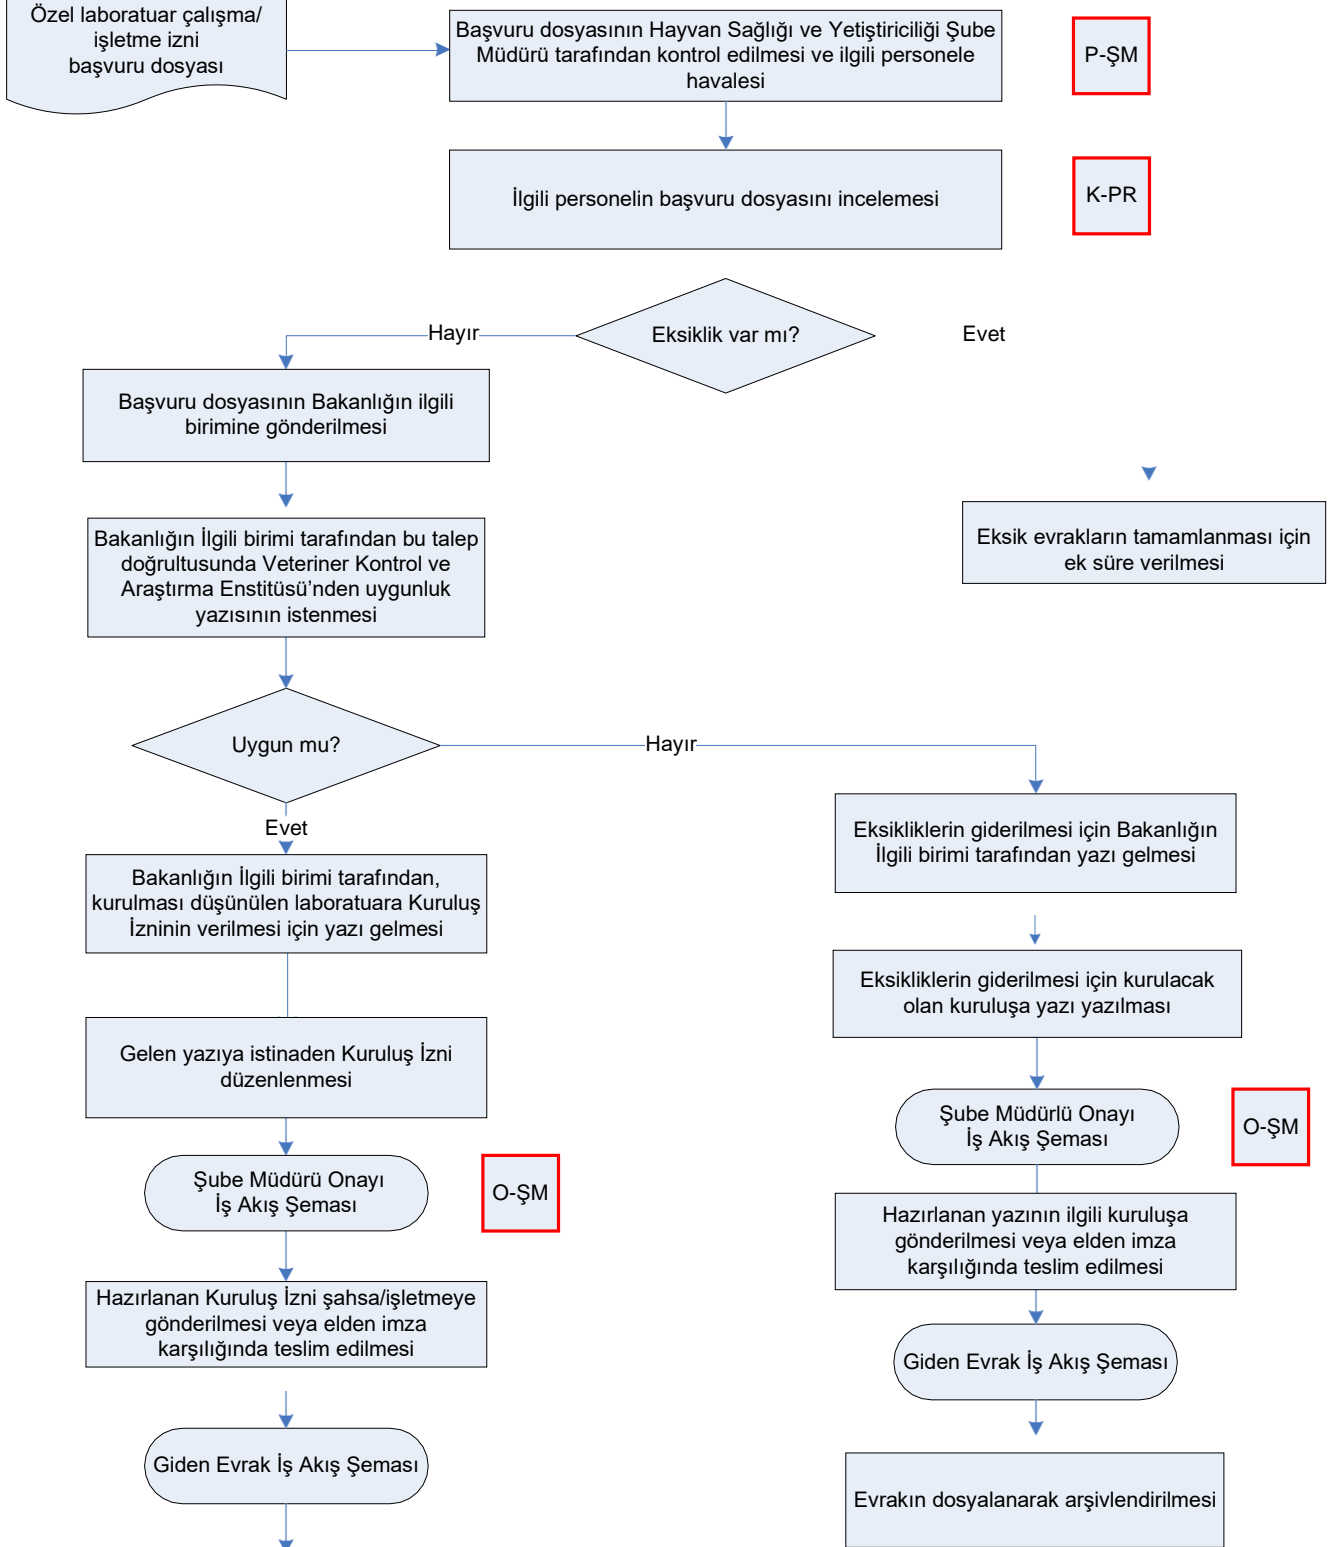 Özel laboratuar çalışma/
işletme izni
başvuru dosyası
Başvuru dosyasının Hayvan Sağlığı ve Yetiştiriciliği Şube
Müdürü tarafından kontrol edilmesi ve ilgili personele
havalesi
P-ŞM
İlgili personelin başvuru dosyasını incelemesi
K-PR
Eksiklik var mı?
Hayır
Evet
Başvuru dosyasının Bakanlığın ilgili
birimine gönderilmesi
Eksik evrakların tamamlanması için
ek süre verilmesi
Bakanlığın İlgili birimi tarafından bu talep
doğrultusunda Veteriner Kontrol ve
Araştırma Enstitüsü’nden uygunluk
yazısının istenmesi
Uygun mu?
Hayır
Evet
Eksikliklerin giderilmesi için Bakanlığın
İlgili birimi tarafından yazı gelmesi
Bakanlığın İlgili birimi tarafından,
kurulması düşünülen laboratuara Kuruluş
İzninin verilmesi için yazı gelmesi
Eksikliklerin giderilmesi için kurulacak
olan kuruluşa yazı yazılması
Gelen yazıya istinaden Kuruluş İzni
düzenlenmesi
Şube Müdürlü Onayı
İş Akış Şeması
O-ŞM
Şube Müdürü Onayı
İş Akış Şeması
O-ŞM
Hazırlanan yazının ilgili kuruluşa
gönderilmesi veya elden imza
karşılığında teslim edilmesi
Hazırlanan Kuruluş İzni şahsa/işletmeye
gönderilmesi veya elden imza
karşılığında teslim edilmesi
Giden Evrak İş Akış Şeması
Giden Evrak İş Akış Şeması
Evrakın dosyalanarak arşivlendirilmesi